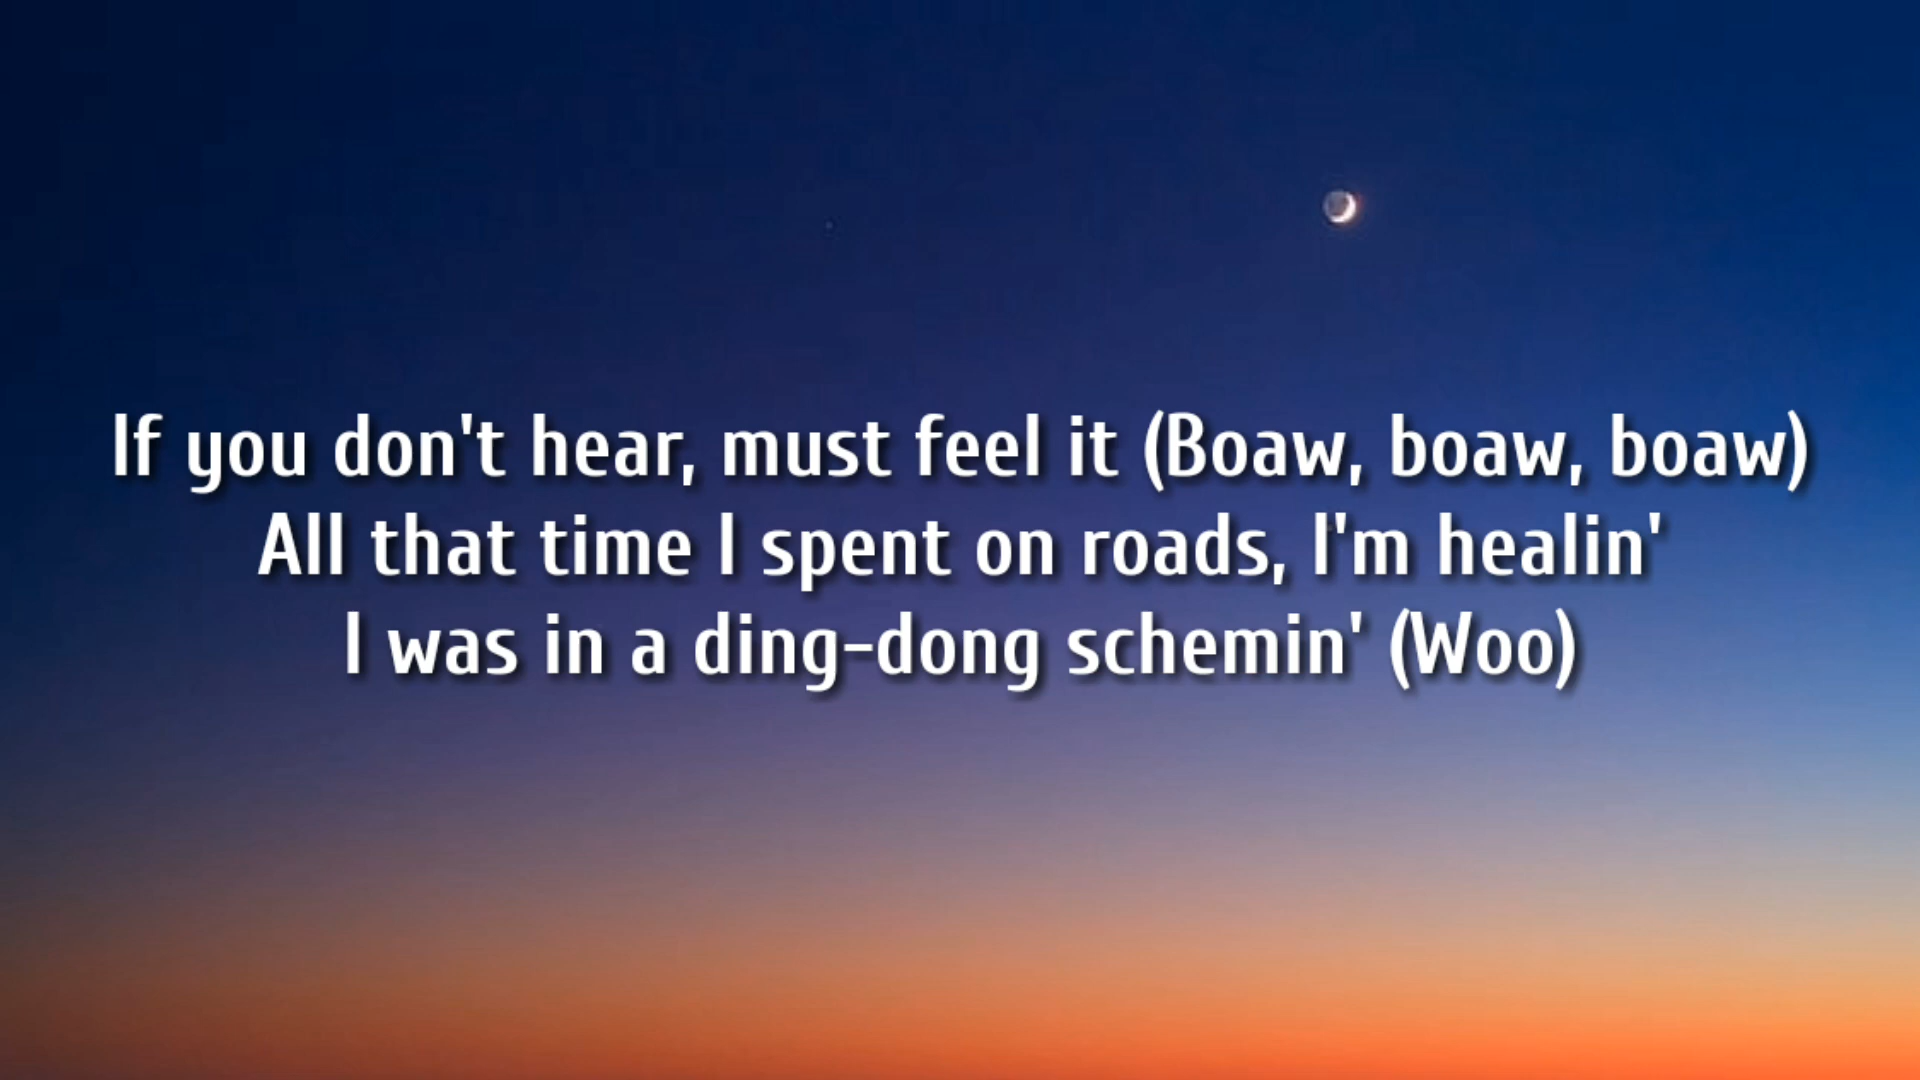 If you don't hear, must feel it (Boaw, boaw, boaw)
All that time I spent on roads, I'm healin'
I was in a ding-dong schemin' (Woo)